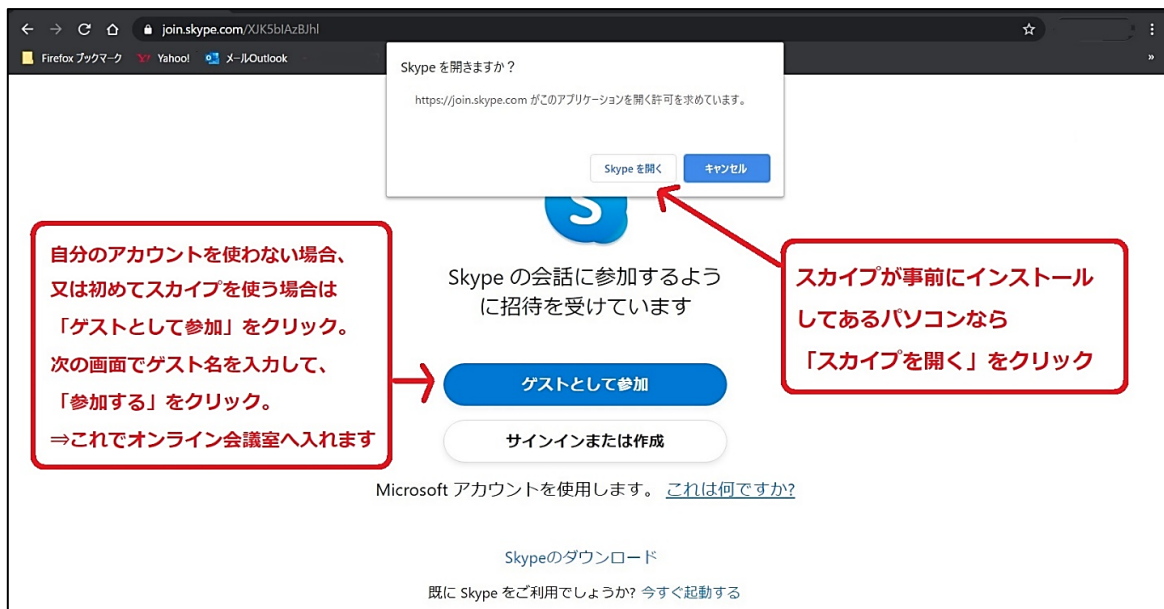 join.skype.com/XJK5bIAzBJhl
Firefox ブックマーク Yahoo! メール Outlook
»
Skype を開きますか？
https://join.skype.com がこのアプリケーションを開く許可を求めています。
Skype を開く キャンセル
S
自分のアカウントを使わない場合、
又は初めてスカイプを使う場合は
「ゲストとして参加」をクリック。
次の画面でゲスト名を入力して、
「参加する」をクリック。
⇒これでオンライン会議室へ入れます
Skype の会話に参加するよう
に招待を受けています
スカイプが事前にインストール
してあるパソコンなら
「スカイプを開く」をクリック
ゲストとして参加
サインインまたは作成
Microsoft アカウントを使用します。 これは何ですか?
Skypeのダウンロード
既に Skype をご利用でしょうか? 今すぐ起動する